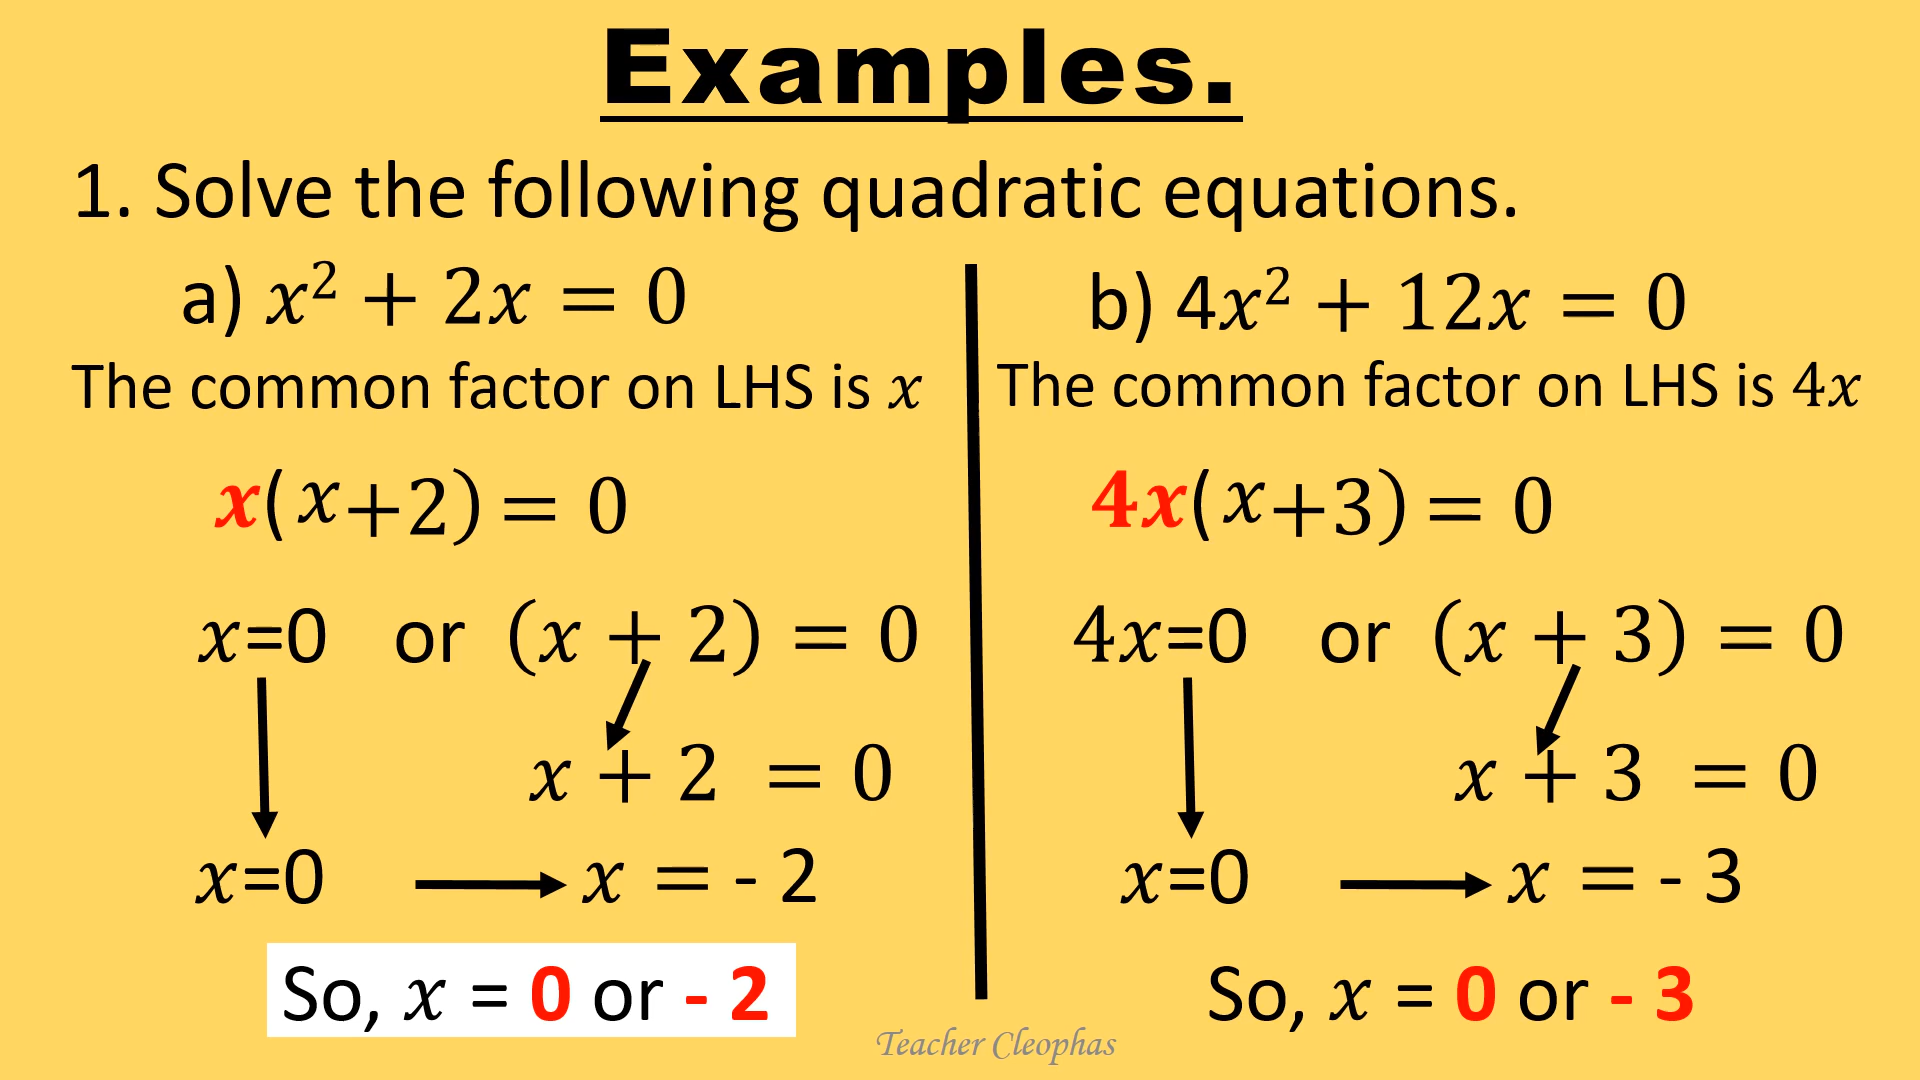 Examples.
1. Solve the following quadratic equations.
a) x² + 2x = 0
The common factor on LHS is x
x(x+2) = 0
x=0 or (x + 2) = 0
x + 2 = 0
x=0 x = - 2
So, x = 0 or - 2
b) 4x² + 12x = 0
The common factor on LHS is 4x
4x(x+3) = 0
4x=0 or (x + 3) = 0
x + 3 = 0
x=0 x = - 3
So, x = 0 or - 3
Teacher Cleophas